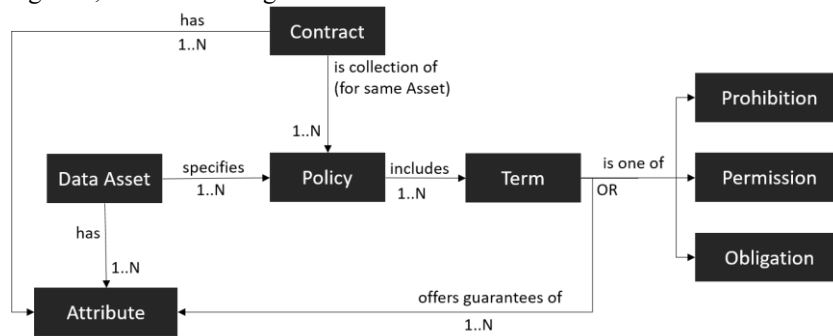 has
1..N
Contract
is collection of
(for same Asset)
1..N
Prohibition
Data Asset
specifies
1..N
Policy
includes
1..N
Term
is one of
OR
Permission
has
1..N
Obligation
Attribute
offers guarantees of
1..N